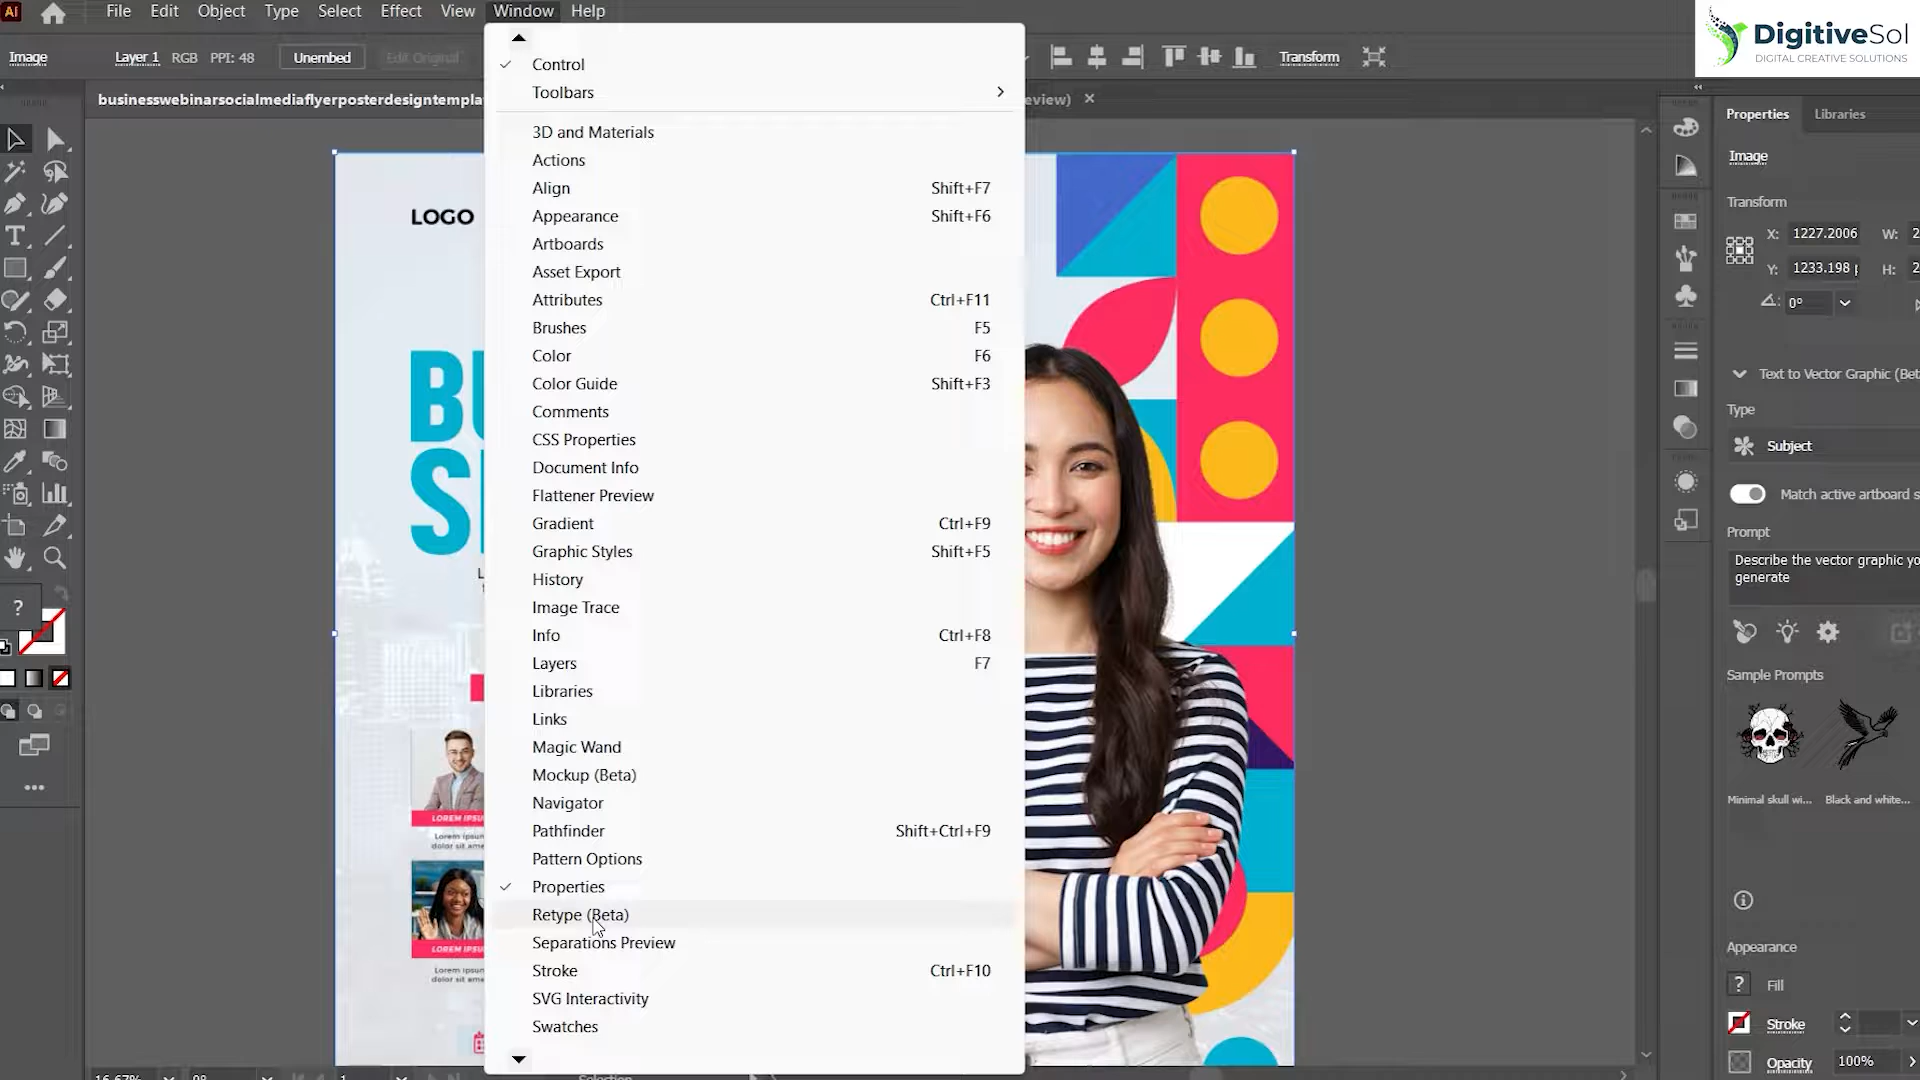 Ai File Edit Object Type Select Effect View Window Help
DigitiveSol
DIGITAL CREATIVE SOLUTIONS
Image Layer 1 RGB PPI: 48 Unembed Edit Original Transform
businesswebinarsocialmediaflyerposterdesigntempla
eview) ×
Control
Toolbars
3D and Materials
Actions
Align Shift+F7
Appearance Shift+F6
Artboards
Asset Export
Attributes Ctrl+F11
Brushes F5
Color F6
Color Guide Shift+F3
Comments
CSS Properties
Document Info
Flattener Preview
Gradient Ctrl+F9
Graphic Styles Shift+F5
History
Image Trace
Info Ctrl+F8
Layers F7
Libraries
Links
Magic Wand
Mockup (Beta)
Navigator
Pathfinder Shift+Ctrl+F9
Pattern Options
Properties
Retype (Beta)
Separations Preview
Stroke Ctrl+F10
SVG Interactivity
Swatches
LOGO
BU
S
LOREM IPSU
Lorem ipsum
dolor sit ame
LOREM IPSU
Lorem ipsum
dolor sit ame
Properties Libraries
Image
Transform
X: 1227.2006 W: 2
Y: 1233.198 p H: 2
0°
Text to Vector Graphic (Bet
Type
Subject
Match active artboard s
Prompt
Describe the vector graphic yo
generate
Sample Prompts
Minimal skull wi... Black and white...
Appearance
? Fill
Stroke
Opacity 100%
?
16.67% 0° 1 Selection